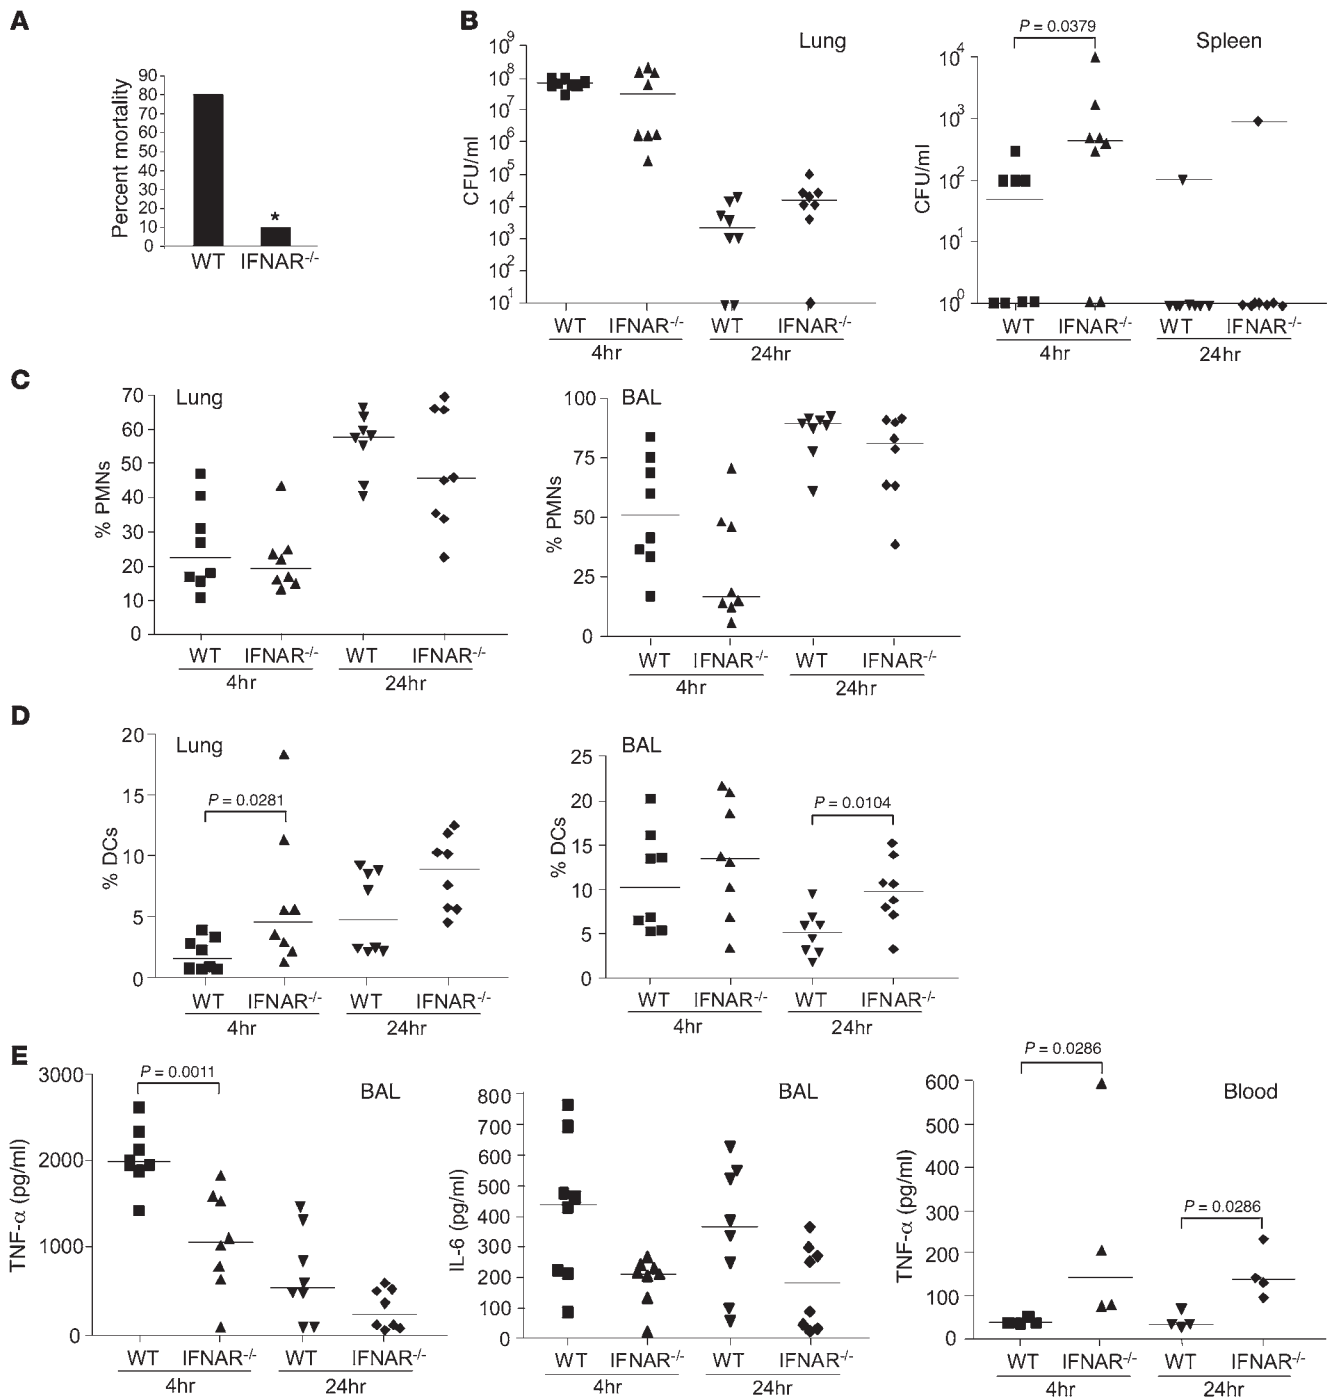 A
Percent mortality
90
80
70
60
50
40
30
20
10
0
*
WT IFNAR-/-
B
Lung
CFU/ml
10^9
10^8
10^7
10^6
10^5
10^4
10^3
10^2
10^1
WT IFNAR-/- WT IFNAR-/-
4hr 24hr
P = 0.0379
Spleen
CFU/ml
10^4
10^3
10^2
10^1
10^0
WT IFNAR-/- WT IFNAR-/-
4hr 24hr
C
Lung
% PMNs
70
60
50
40
30
20
10
0
WT IFNAR-/- WT IFNAR-/-
4hr 24hr
BAL
% PMNs
100
75
50
25
0
WT IFNAR-/- WT IFNAR-/-
4hr 24hr
D
Lung
P = 0.0281
% DCs
20
15
10
5
0
WT IFNAR-/- WT IFNAR-/-
4hr 24hr
BAL
P = 0.0104
% DCs
25
20
15
10
5
0
WT IFNAR-/- WT IFNAR-/-
4hr 24hr
E
P = 0.0011
BAL
TNF-α (pg/ml)
3000
2000
1000
0
WT IFNAR-/- WT IFNAR-/-
4hr 24hr
BAL
IL-6 (pg/ml)
800
700
600
500
400
300
200
100
0
WT IFNAR-/- WT IFNAR-/-
4hr 24hr
P = 0.0286
Blood
P = 0.0286
TNF-α (pg/ml)
600
500
400
300
200
100
0
WT IFNAR-/- WT IFNAR-/-
4hr 24hr